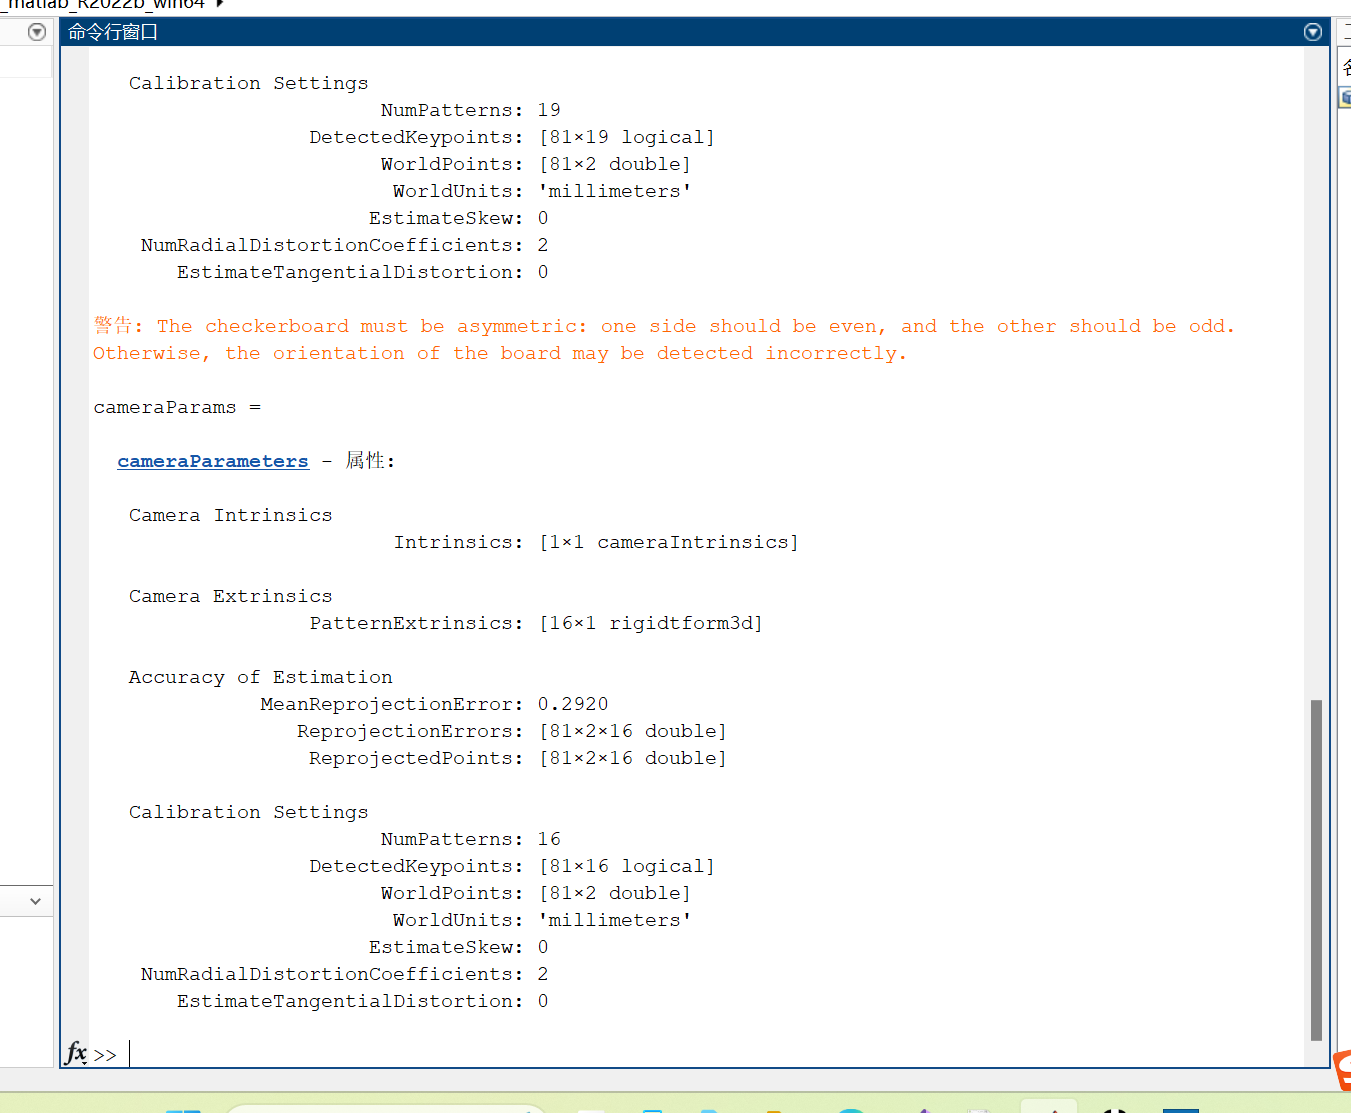 _matlab_R2022b_win64
命令行窗口
Calibration Settings
NumPatterns: 19
DetectedKeypoints: [81×19 logical]
WorldPoints: [81×2 double]
WorldUnits: 'millimeters'
EstimateSkew: 0
NumRadialDistortionCoefficients: 2
EstimateTangentialDistortion: 0
警告: The checkerboard must be asymmetric: one side should be even, and the other should be odd.
Otherwise, the orientation of the board may be detected incorrectly.
cameraParams =
cameraParameters - 属性:
Camera Intrinsics
Intrinsics: [1×1 cameraIntrinsics]
Camera Extrinsics
PatternExtrinsics: [16×1 rigidtform3d]
Accuracy of Estimation
MeanReprojectionError: 0.2920
ReprojectionErrors: [81×2×16 double]
ReprojectedPoints: [81×2×16 double]
Calibration Settings
NumPatterns: 16
DetectedKeypoints: [81×16 logical]
WorldPoints: [81×2 double]
WorldUnits: 'millimeters'
EstimateSkew: 0
NumRadialDistortionCoefficients: 2
EstimateTangentialDistortion: 0
fx >>